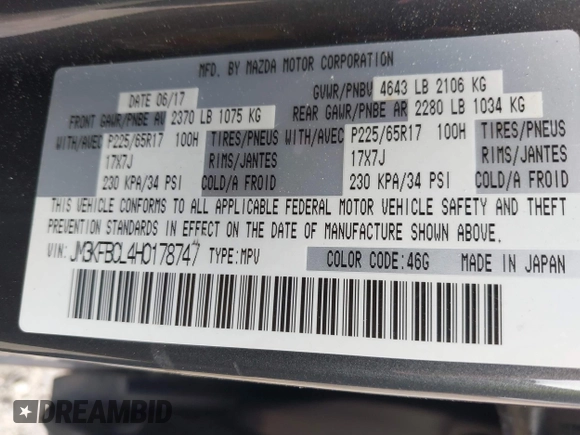 MFD. BY MAZDA MOTOR CORPORATION
DATE 06/17 GVWR/PNBV 4643 LB 2106 KG
FRONT GAWR/PNBE AV 2370 LB 1075 KG REAR GAWR/PNBE AR 2280 LB 1034 KG
WITH/AVEC P225/65R17 100H TIRES/PNEUS WITH/AVEC P225/65R17 100H TIRES/PNEUS
17X7J RIMS/JANTES 17X7J RIMS/JANTES
230 KPA/34 PSI COLD/A FROID 230 KPA/34 PSI COLD/A FROID
THIS VEHICLE CONFORMS TO ALL APPLICABLE FEDERAL MOTOR VEHICLE SAFETY AND THEFT
PREVENTION STANDARDS IN EFFECT ON THE DATE OF MANUFACTURE SHOWN ABOVE.
VIN: JM3KFBCL4H0178747 TYPE: MPV COLOR CODE: 46G MADE IN JAPAN
DREAMBID